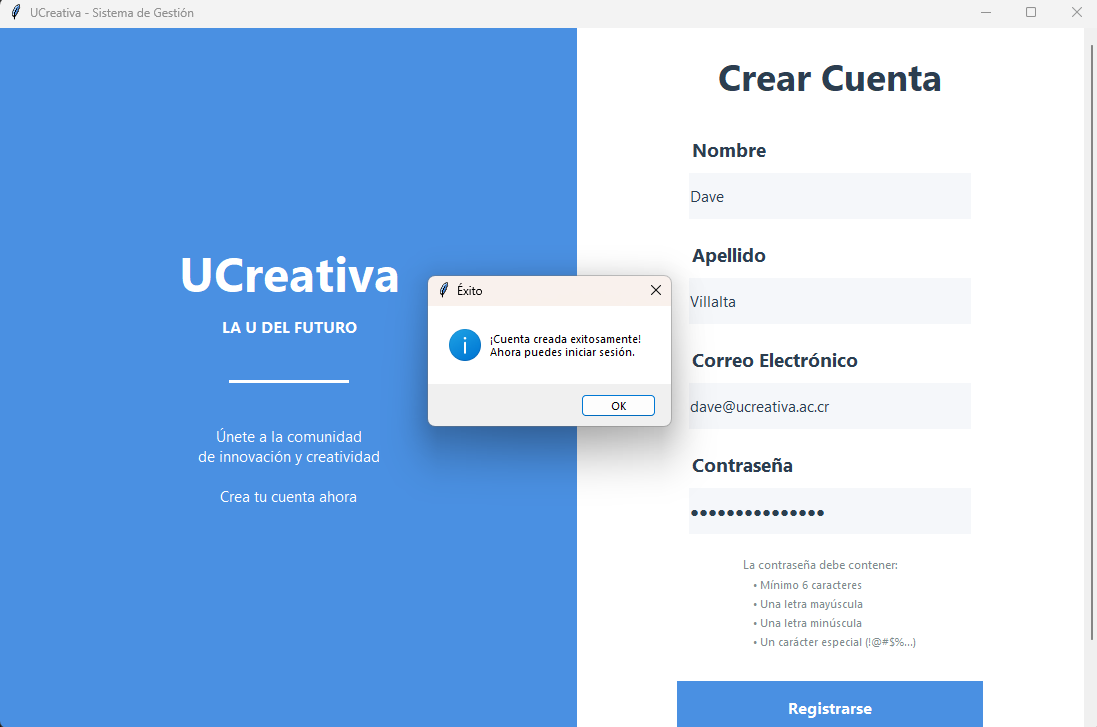 UCreativa - Sistema de Gestión
UCreativa
LA U DEL FUTURO
Únete a la comunidad
de innovación y creatividad
Crea tu cuenta ahora
Éxito
¡Cuenta creada exitosamente!
Ahora puedes iniciar sesión.
OK
Crear Cuenta
Nombre
Dave
Apellido
Villalta
Correo Electrónico
dave@ucreativa.ac.cr
Contraseña
•••••••••••••••
La contraseña debe contener:
• Mínimo 6 caracteres
• Una letra mayúscula
• Una letra minúscula
• Un carácter especial (!@#$%...)
Registrarse